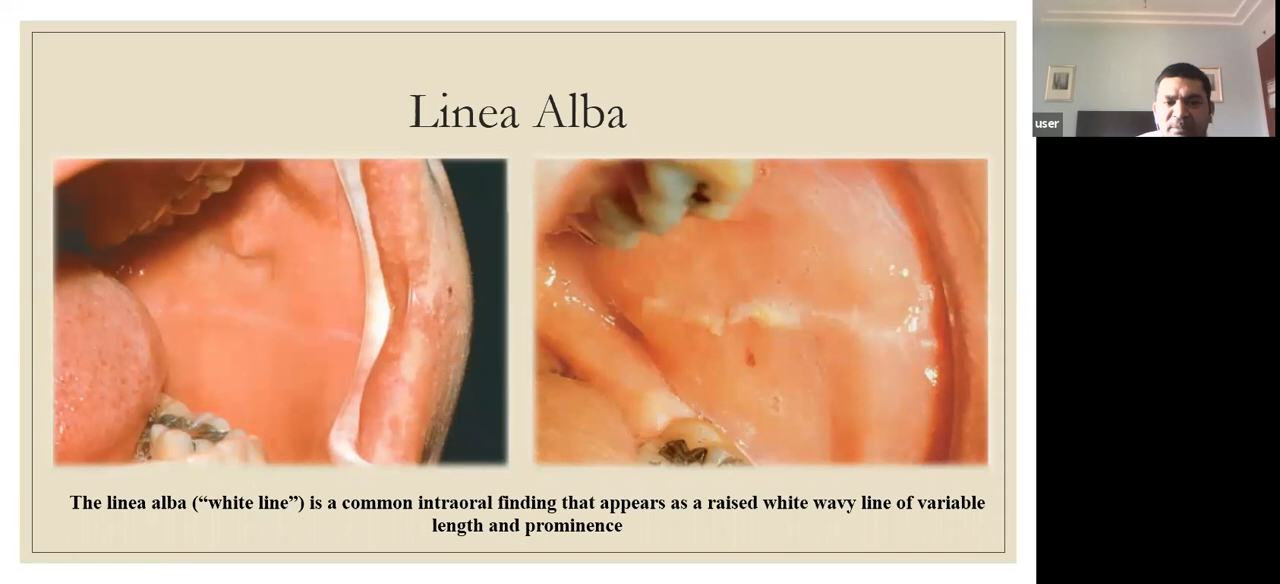 Linea Alba
user
The linea alba (“white line”) is a common intraoral finding that appears as a raised white wavy line of variable
length and prominence